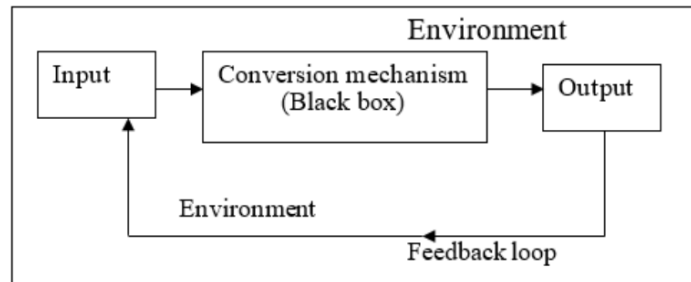 Environment
Input
Conversion mechanism
(Black box)
Output
Environment
Feedback loop